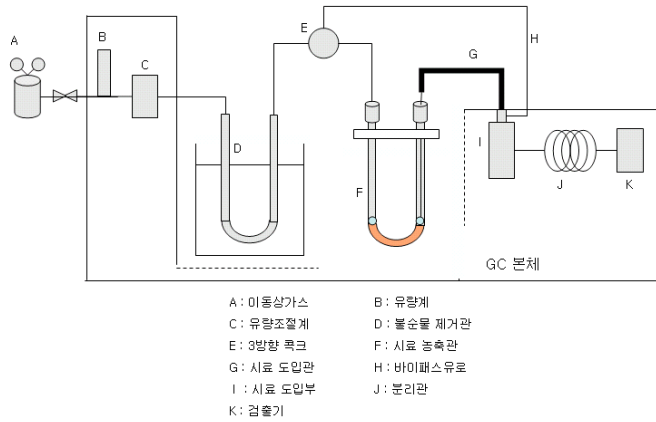 A
B
C
D
E
F
G
H
I
J
K
GC 본체
A : 이동상가스 B : 유량계
C : 유량조절계 D : 불순물 제거관
E : 3방향 콕크 F : 시료 농축관
G : 시료 도입관 H : 바이패스유로
I : 시료 도입부 J : 분리관
K : 검출기